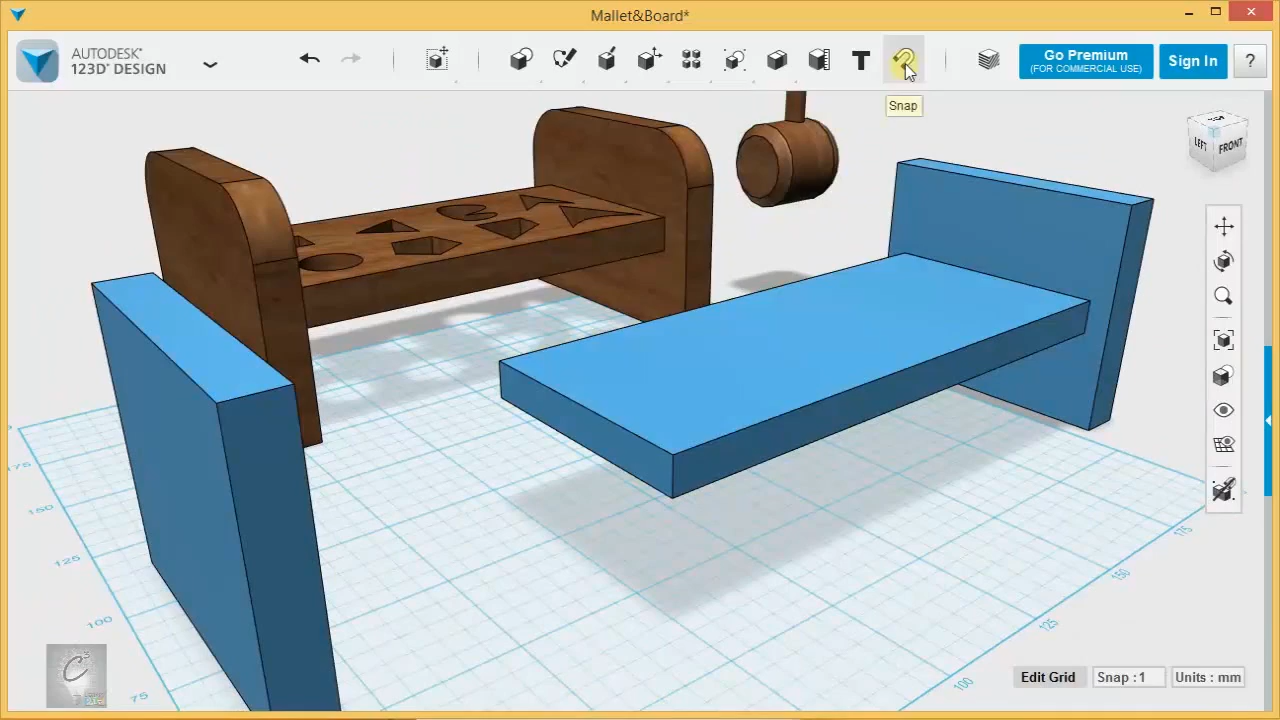 Mallet&Board*
AUTODESK®
123D® DESIGN
T
Go Premium
(FOR COMMERCIAL USE)
Sign In
?
Snap
TOP
LEFT
FRONT
175
150
125
100
75
175
150
125
100
Edit Grid
Snap : 1
Units : mm